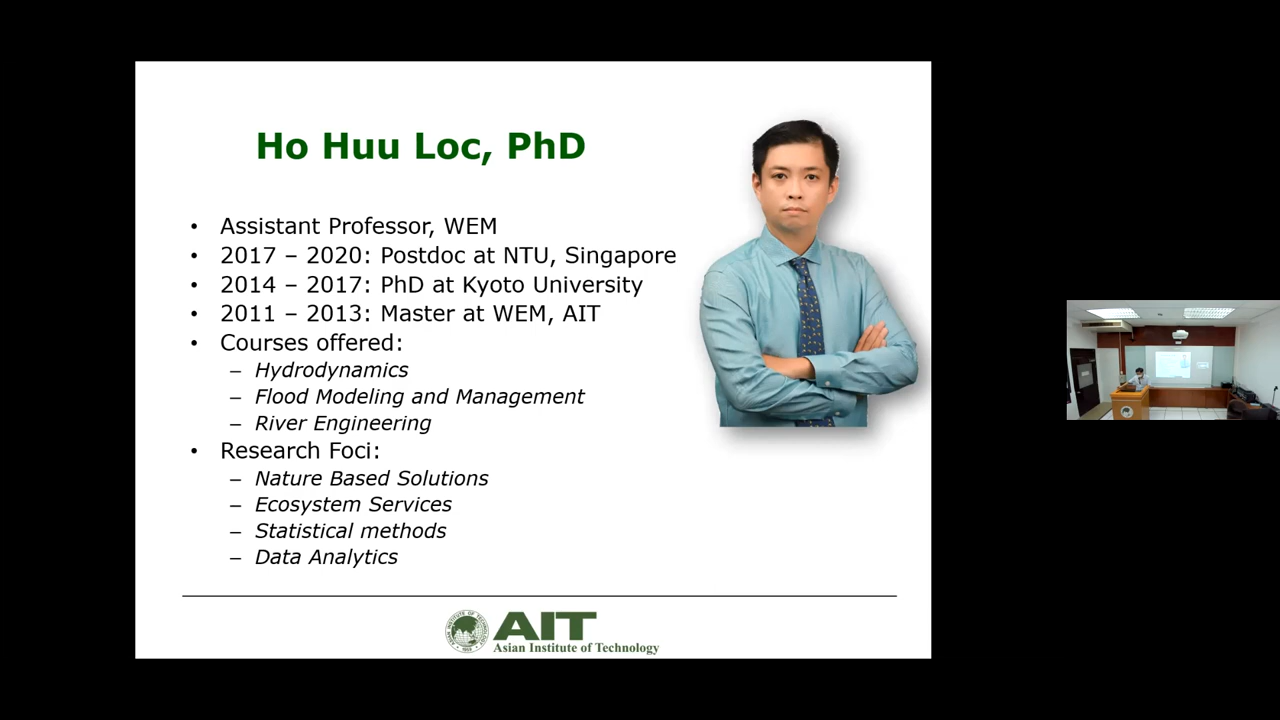 Ho Huu Loc, PhD
• Assistant Professor, WEM
• 2017 – 2020: Postdoc at NTU, Singapore
• 2014 – 2017: PhD at Kyoto University
• 2011 – 2013: Master at WEM, AIT
• Courses offered:
– Hydrodynamics
– Flood Modeling and Management
– River Engineering
• Research Foci:
– Nature Based Solutions
– Ecosystem Services
– Statistical methods
– Data Analytics
AIT
Asian Institute of Technology